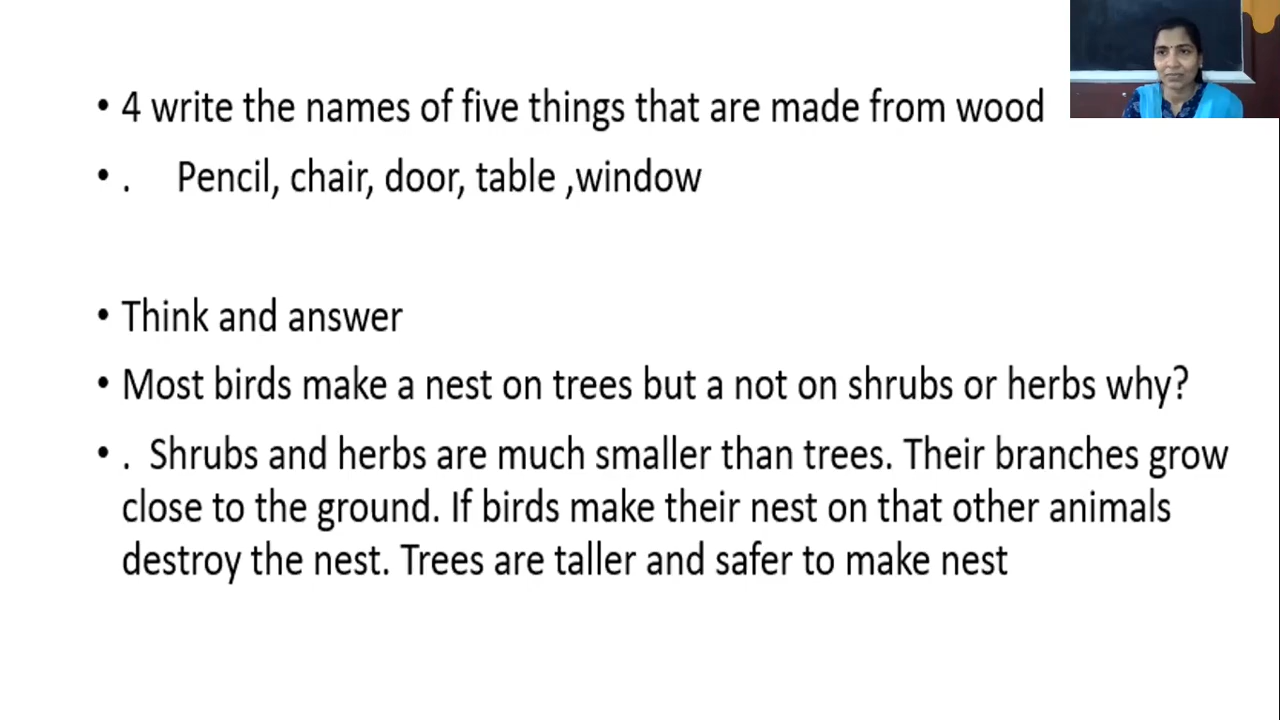 • 4 write the names of five things that are made from wood
• . Pencil, chair, door, table ,window
• Think and answer
• Most birds make a nest on trees but a not on shrubs or herbs why?
• . Shrubs and herbs are much smaller than trees. Their branches grow
close to the ground. If birds make their nest on that other animals
destroy the nest. Trees are taller and safer to make nest